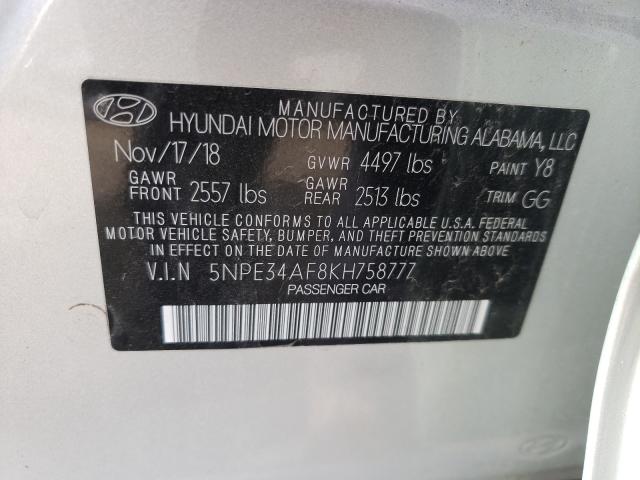 MANUFACTURED BY
HYUNDAI MOTOR MANUFACTURING ALABAMA, LLC
Nov/17/18 GVWR 4497 lbs PAINT Y8
GAWR FRONT 2557 lbs GAWR REAR 2513 lbs TRIM GG
THIS VEHICLE CONFORMS TO ALL APPLICABLE U.S.A. FEDERAL
MOTOR VEHICLE SAFETY, BUMPER, AND THEFT PREVENTION STANDARDS
IN EFFECT ON THE DATE OF MANUFACTURE SHOWN ABOVE.
V.I.N 5NPE34AF8KH758777
PASSENGER CAR